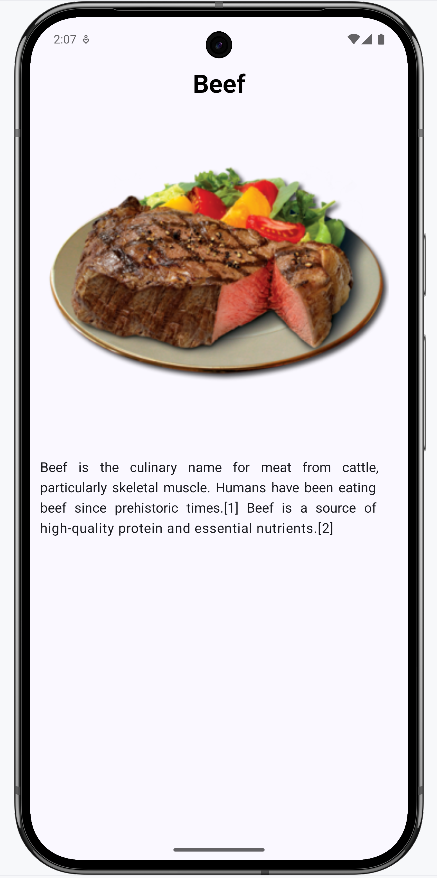 2:07
Beef
Beef is the culinary name for meat from cattle,
particularly skeletal muscle. Humans have been eating
beef since prehistoric times.[1] Beef is a source of
high-quality protein and essential nutrients.[2]